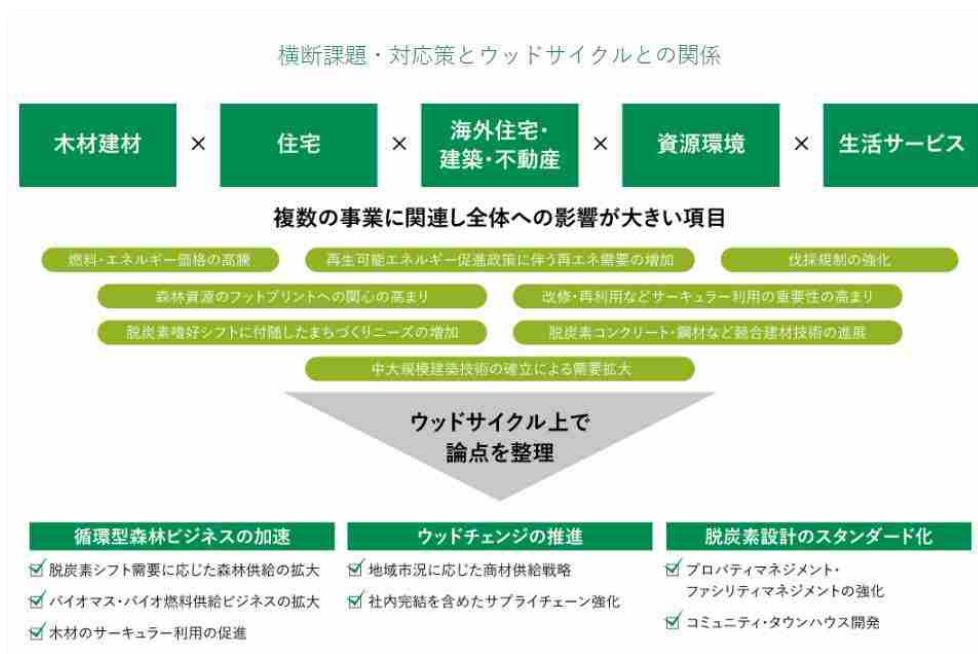 横断課題・対応策とウッドサイクルとの関係
木材建材 × 住宅 × 海外住宅・ × 資源環境 × 生活サービス
建築・不動産
複数の事業に関連し全体への影響が大きい項目
燃料・エネルギー価格の高騰 再生可能エネルギー促進政策に伴う再エネ需要の増加 伐採規制の強化
森林資源のフットプリントへの関心の高まり 改修・再利用などサーキュラー利用の重要性の高まり
脱炭素嗜好シフトに付随したまちづくりニーズの増加 脱炭素コンクリート・鋼材など競合建材技術の進展
中大規模建築技術の確立による需要拡大
ウッドサイクル上で
論点を整理
循環型森林ビジネスの加速 ウッドチェンジの推進 脱炭素設計のスタンダード化
脱炭素シフト需要に応じた森林供給の拡大
バイオマス・バイオ燃料供給ビジネスの拡大
木材のサーキュラー利用の促進
地域市況に応じた商材供給戦略
社内完結を含めたサプライチェーン強化
プロパティマネジメント・
ファシリティマネジメントの強化
コミュニティ・タウンハウス開発